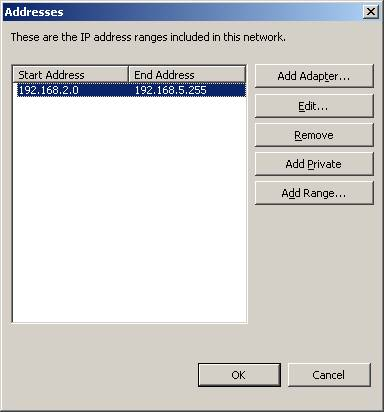 Addresses
These are the IP address ranges included in this network.
Start Address End Address
192.168.2.0 192.168.5.255
Add Adapter...
Edit...
Remove
Add Private
Add Range...
OK Cancel